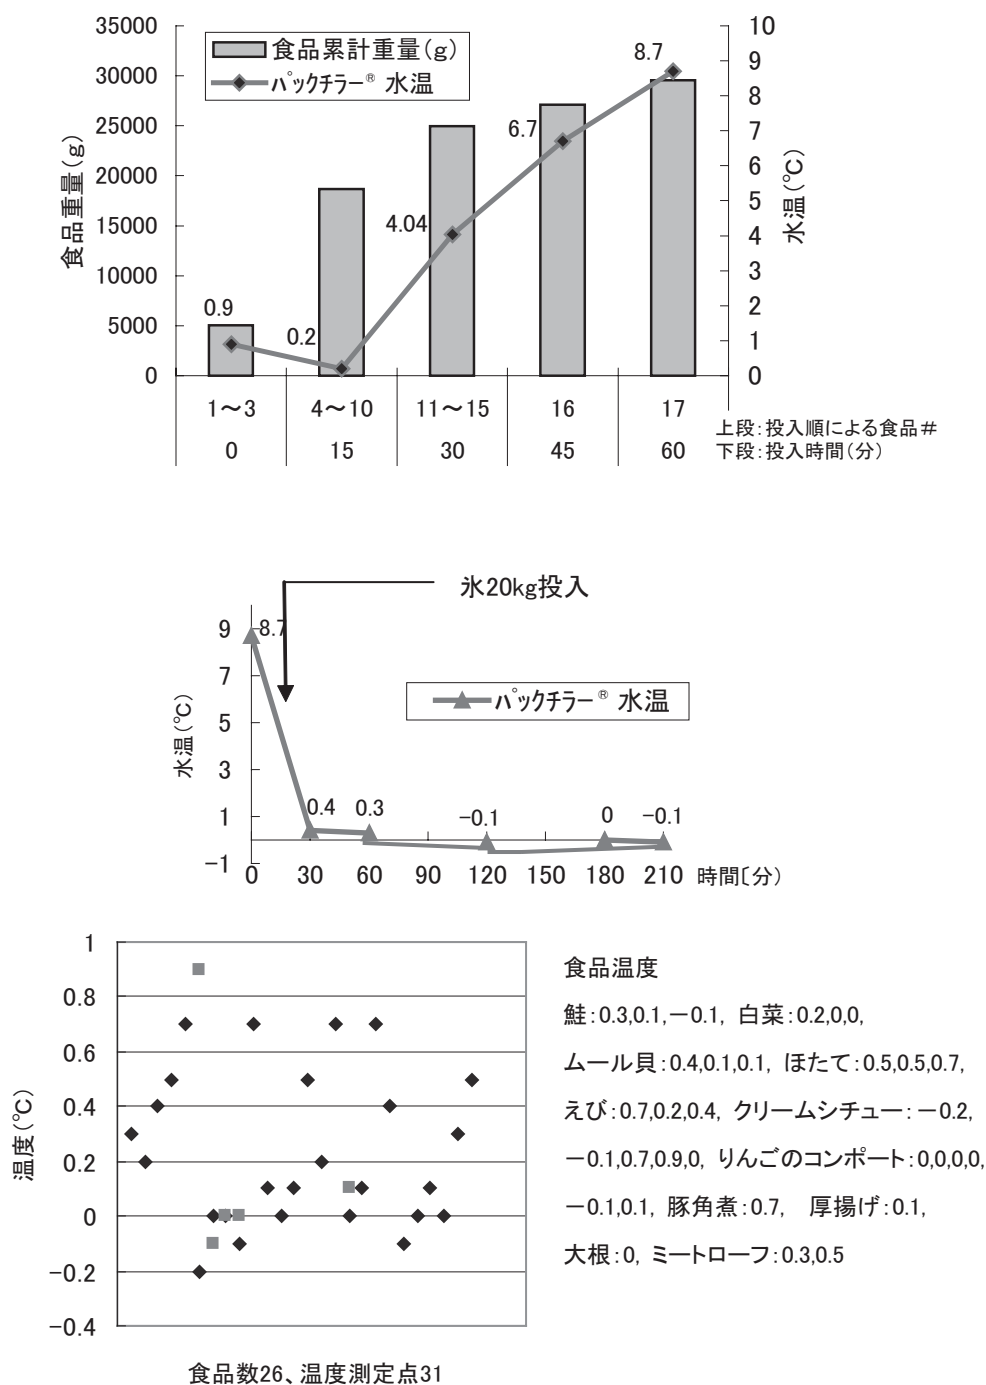 35000
30000
25000
20000
15000
10000
5000
0
食品重量(g)
食品累計重量(g)
パックチラー® 水温
10
9
8
7
6
5
4
3
2
1
0
水温(℃)
0.9
0.2
4.04
6.7
8.7
1～3 4～10 11～15 16 17
0 15 30 45 60
上段:投入順による食品＃
下段:投入時間(分)
氷20kg投入
9
7
5
3
1
−1
水温(℃)
8.7
パックチラー® 水温
0.4 0.3 −0.1 0 −0.1
0 30 60 90 120 150 180 210 時間〔分)
1
0.8
0.6
0.4
0.2
0
−0.2
−0.4
温度(℃)
食品温度
鮭:0.3,0.1,−0.1, 白菜:0.2,0,0,
ムール貝:0.4,0.1,0.1, ほたて:0.5,0.5,0.7,
えび:0.7,0.2,0.4, クリームシチュー:−0.2,
−0.1,0.7,0.9,0, りんごのコンポート:0,0,0,0,
−0.1,0.1, 豚角煮:0.7, 厚揚げ:0.1,
大根:0, ミートローフ:0.3,0.5
食品数26、温度測定点31